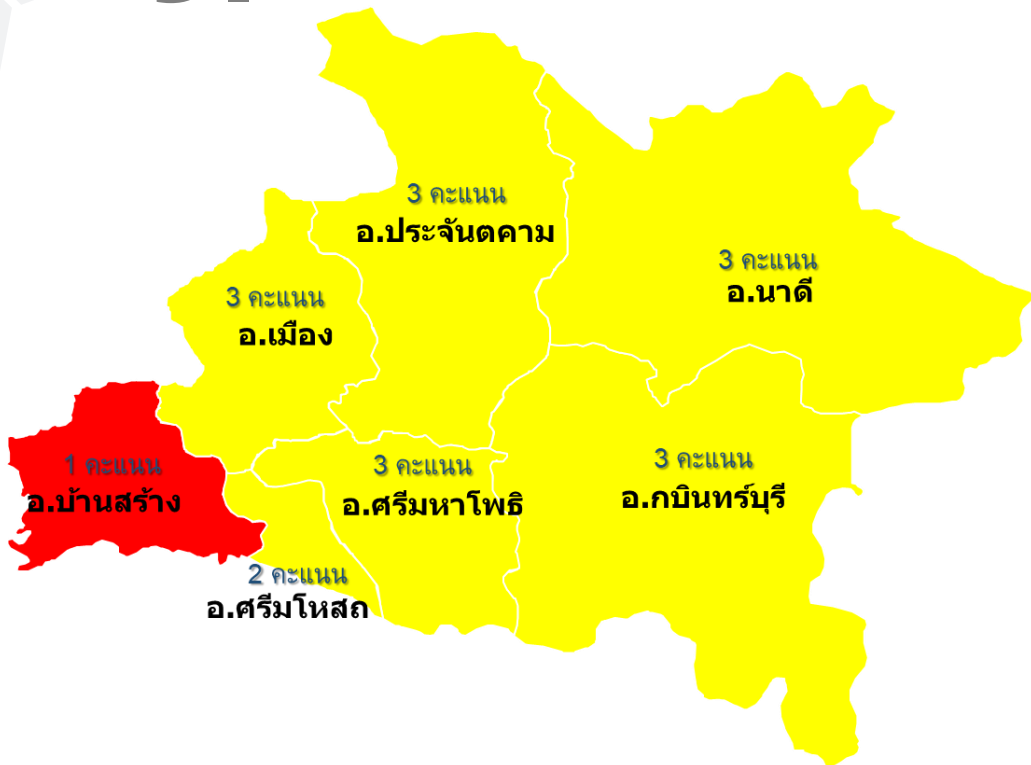 3 คะแนน
อ.ประจันตคาม
3 คะแนน
อ.นาดี
3 คะแนน
อ.เมือง
1 คะแนน
อ.บ้านสร้าง
3 คะแนน
อ.ศรีมหาโพธิ
3 คะแนน
อ.กบินทร์บุรี
2 คะแนน
อ.ศรีมโหสถ